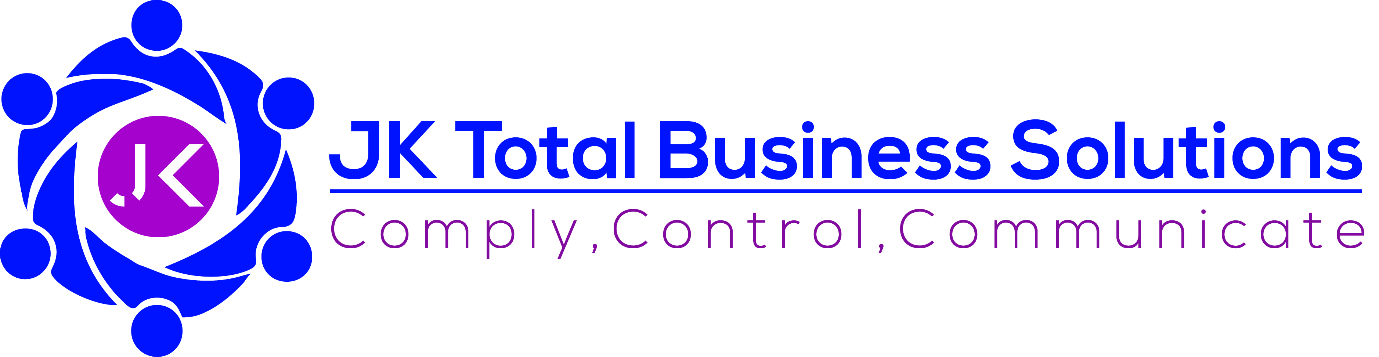 JK
JK Total Business Solutions
Comply,Control,Communicate